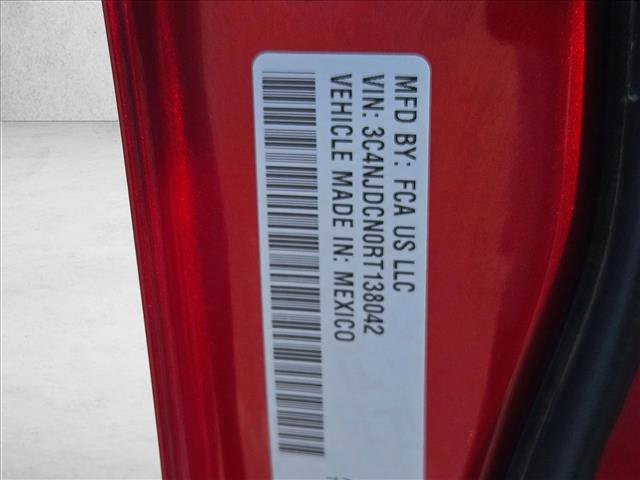 MFD BY: FCA US LLC
VIN: 3C4NJDCN0RT138042
VEHICLE MADE IN: MEXICO